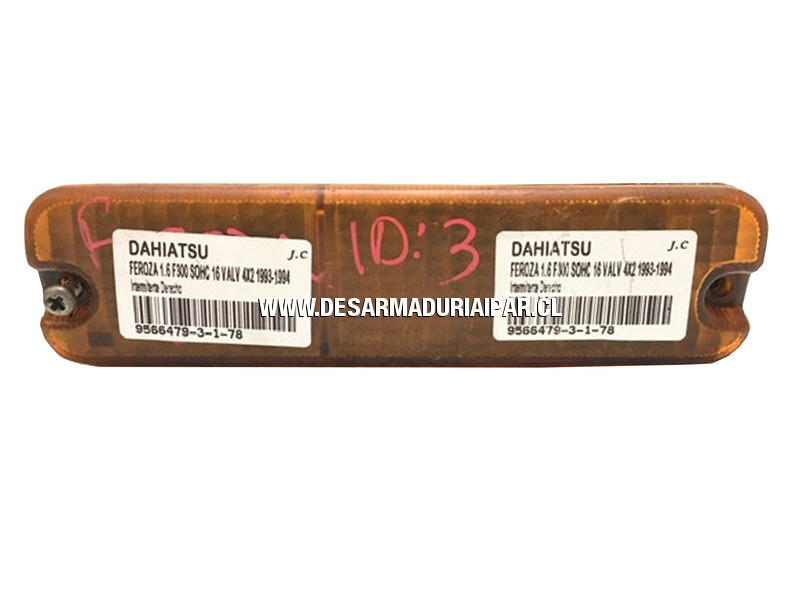 ID:3
DAHIATSU
J.C
FEROZA 1.6 F300 SOHC 16 VALV 4X2 1993-1994
Intermitente Derecho
9566479-3-1-78
DAHIATSU
J.C
FEROZA 1.6 F300 SOHC 16 VALV 4X2 1993-1994
Intermitente Derecho
9566479-3-1-78
WWW.DESARMADURIAIPAR.CL